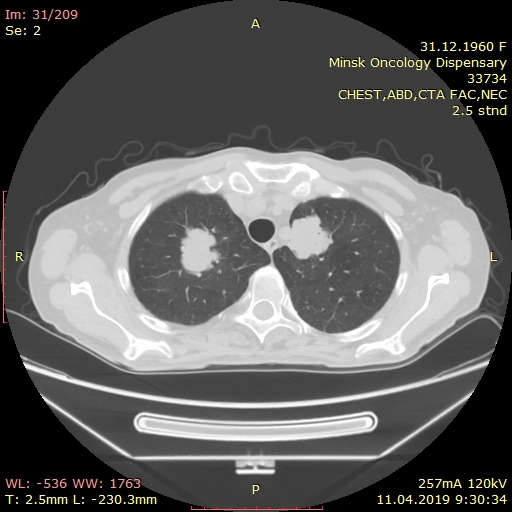 Im: 31/209
Se: 2
A
31.12.1960 F
Minsk Oncology Dispensary
33734
CHEST,ABD,CTA FAC,NEC
2.5 stnd
R
L
WL: -536 WW: 1763
T: 2.5mm L: -230.3mm
P
257mA 120kV
11.04.2019 9:30:34